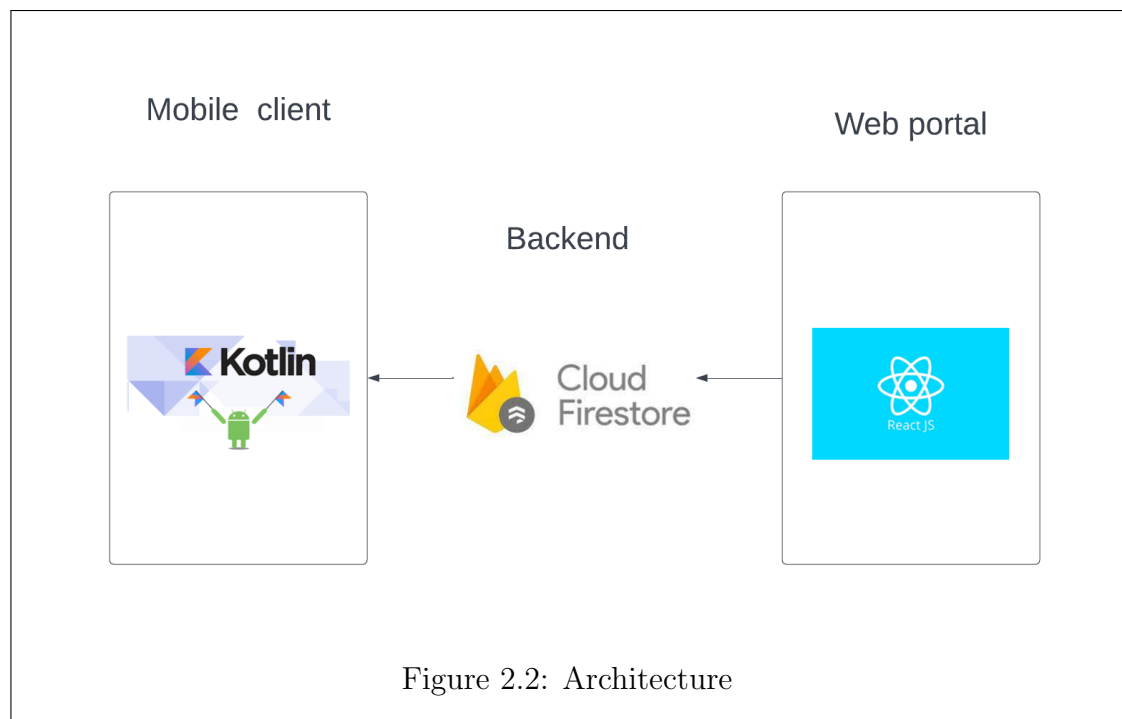 Mobile client
Web portal
Backend
Kotlin
Cloud
Firestore
React JS
Figure 2.2: Architecture